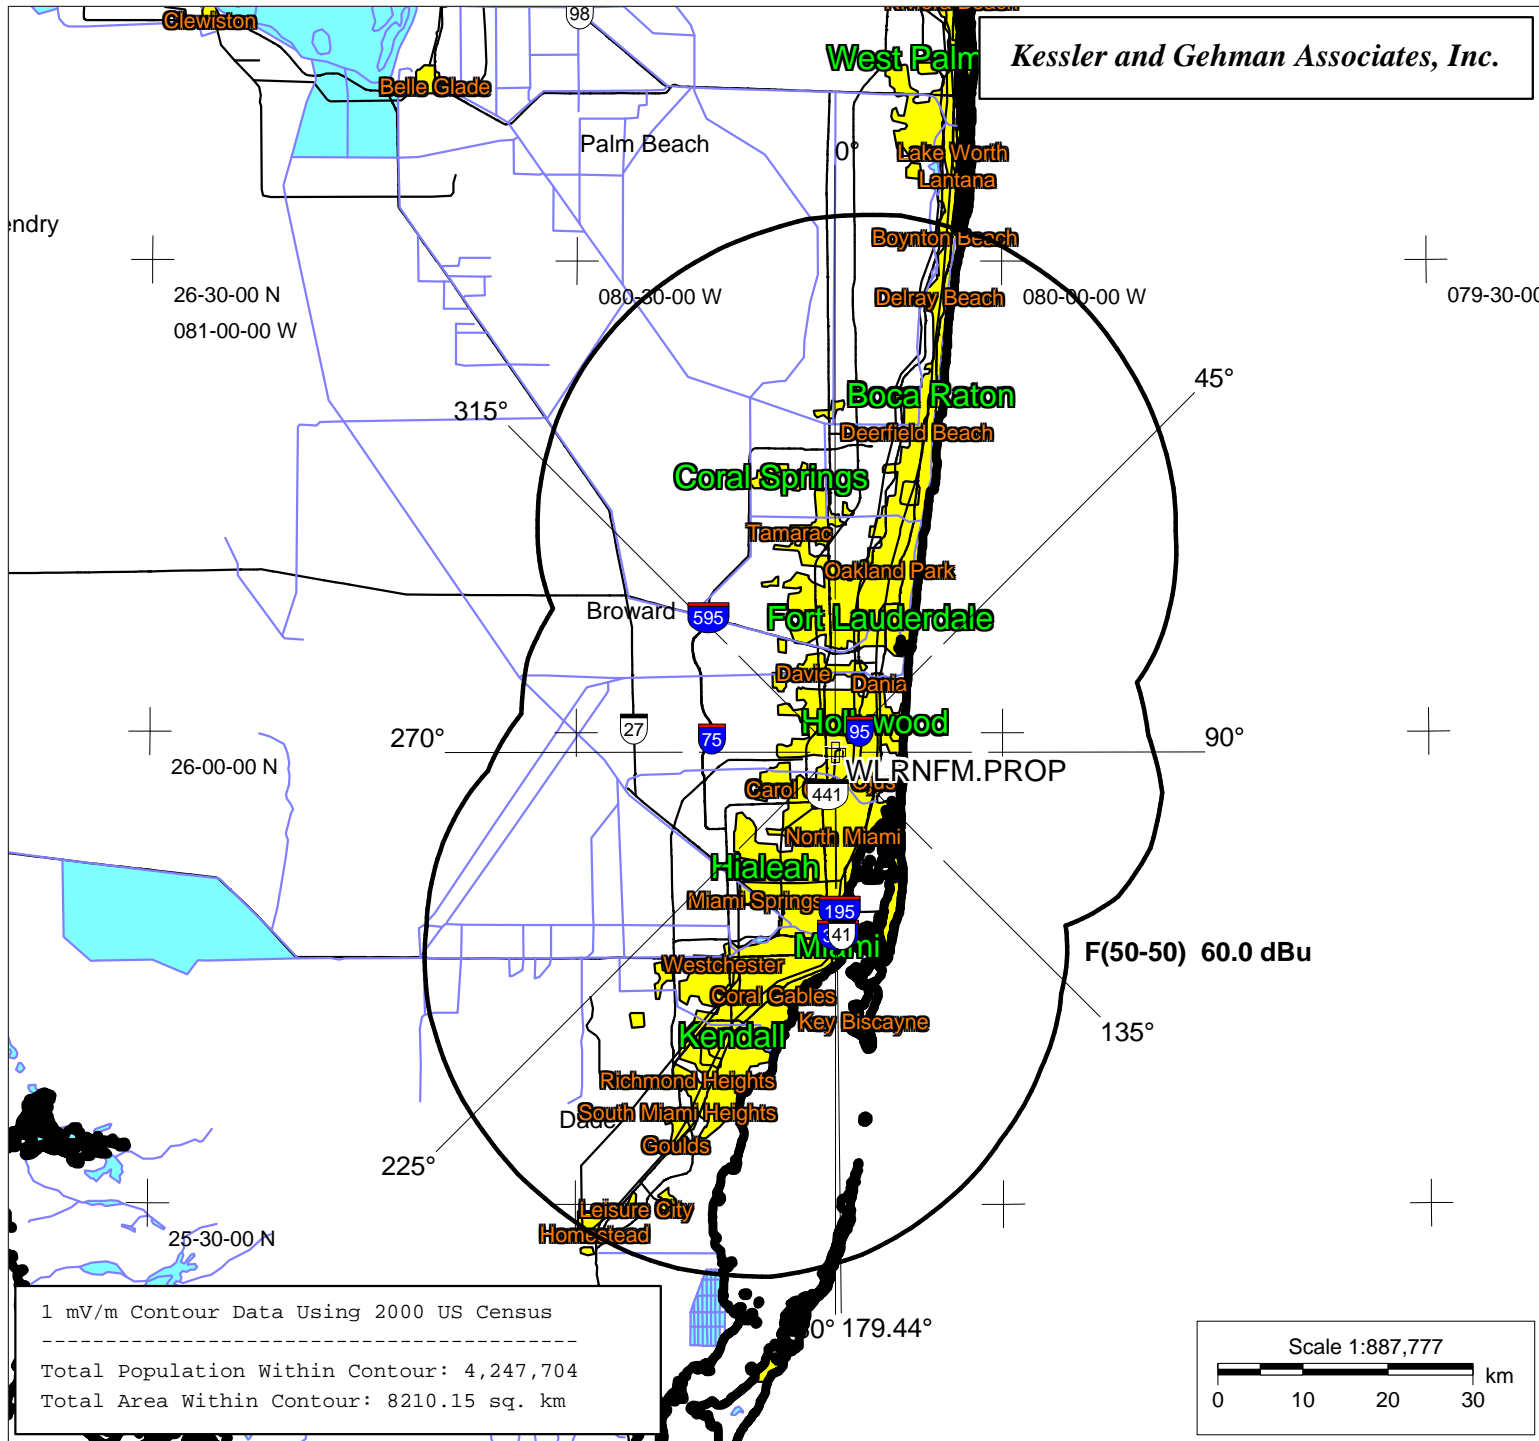 Clewiston
98
Riviera Beach
West Palm
Kessler and Gehman Associates, Inc.
Belle Glade
Palm Beach
0°
Lake Worth
Lantana
endry
Boynton Beach
26-30-00 N
081-00-00 W
080-30-00 W
Delray Beach
080-00-00 W
079-30-00
45°
315°
Boca Raton
Deerfield Beach
Coral Springs
Tamarac
Oakland Park
Broward
595
Fort Lauderdale
Davie
Dania
Hollywood
27
75
95
270°
90°
26-00-00 N
WLRNFM.PROP
Carol
Ojus
441
North Miami
Hialeah
Miami Springs
195
41
Miami
F(50-50) 60.0 dBu
Westchester
Coral Gables
Key Biscayne
135°
Kendall
Richmond Heights
Dade
South Miami Heights
Goulds
225°
Leisure City
Homestead
25-30-00 N
1 mV/m Contour Data Using 2000 US Census
------------------------------------------
Total Population Within Contour: 4,247,704
Total Area Within Contour: 8210.15 sq. km
0° 179.44°
Scale 1:887,777
km
0 10 20 30